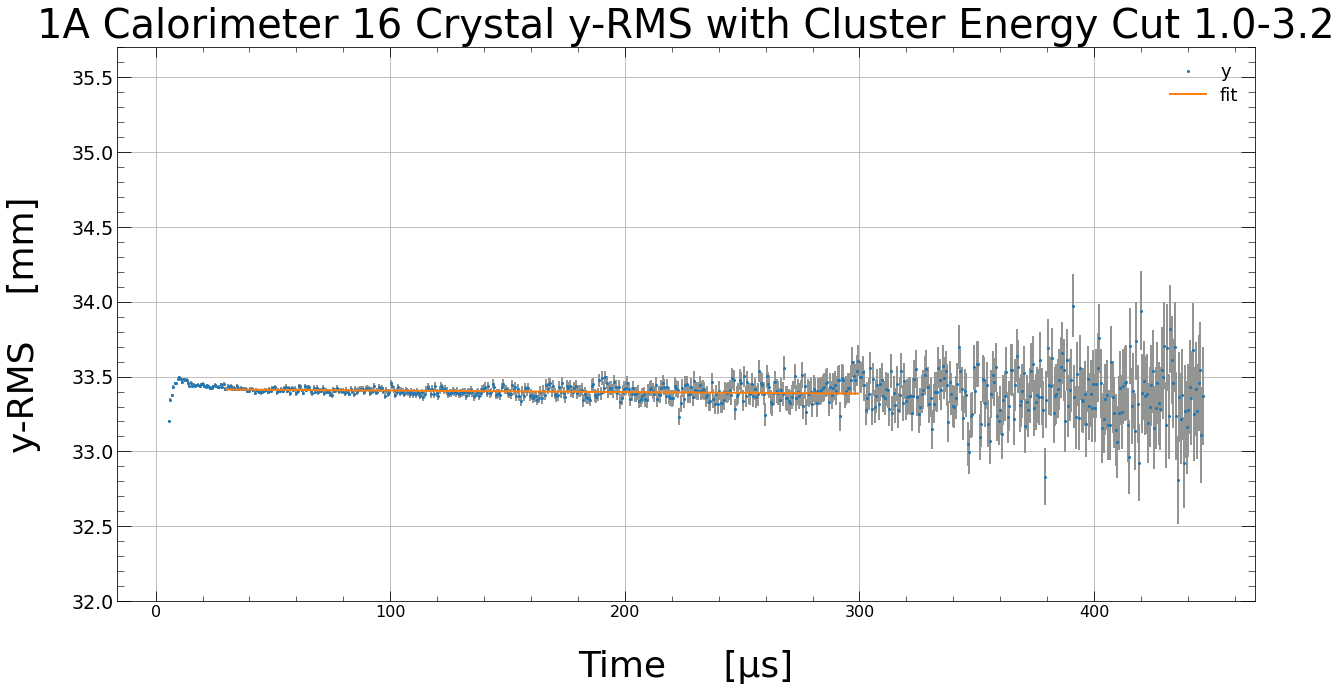 1A Calorimeter 16 Crystal y-RMS with Cluster Energy Cut 1.0-3.2
y
fit
35.5
35.0
34.5
34.0
33.5
33.0
32.5
32.0
y-RMS [mm]
0 100 200 300 400
Time [μs]